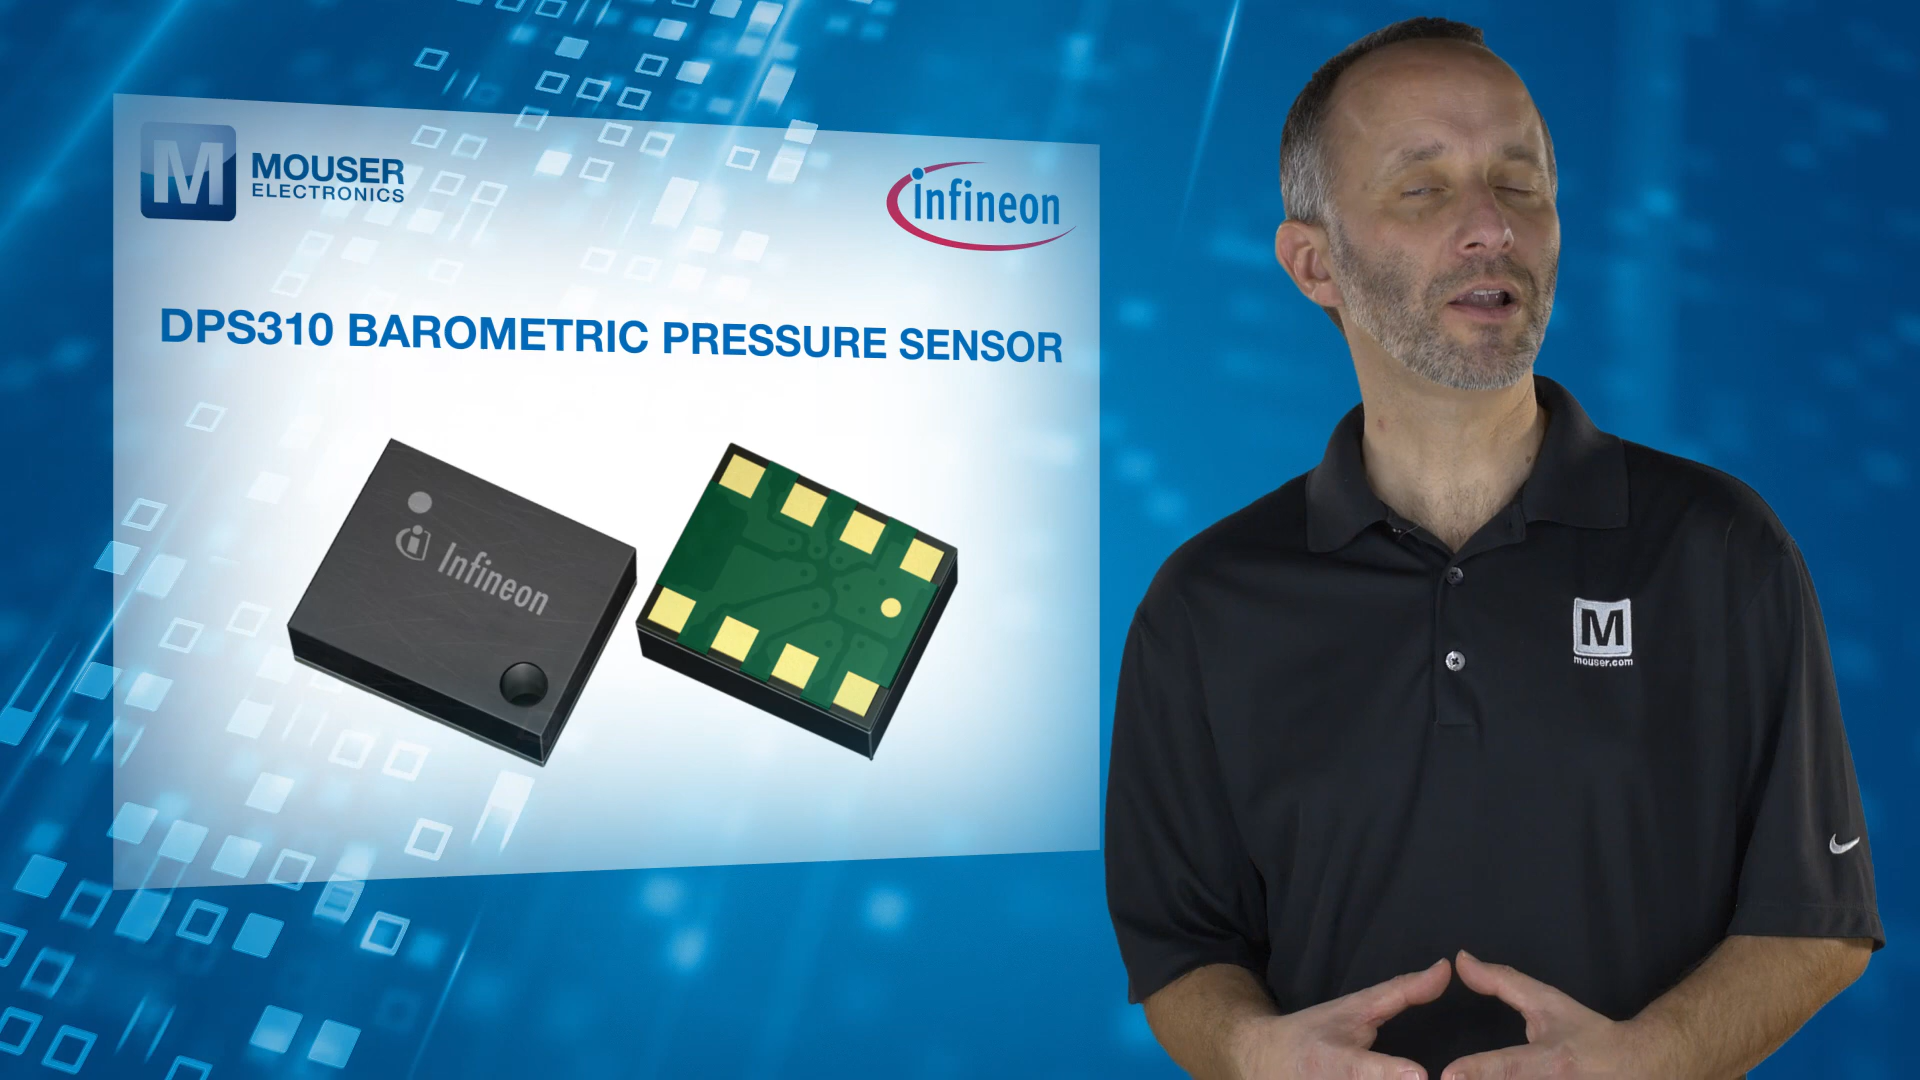 M MOUSER
ELECTRONICS
infineon
DPS310 BAROMETRIC PRESSURE SENSOR
Infineon
M
mouser.com